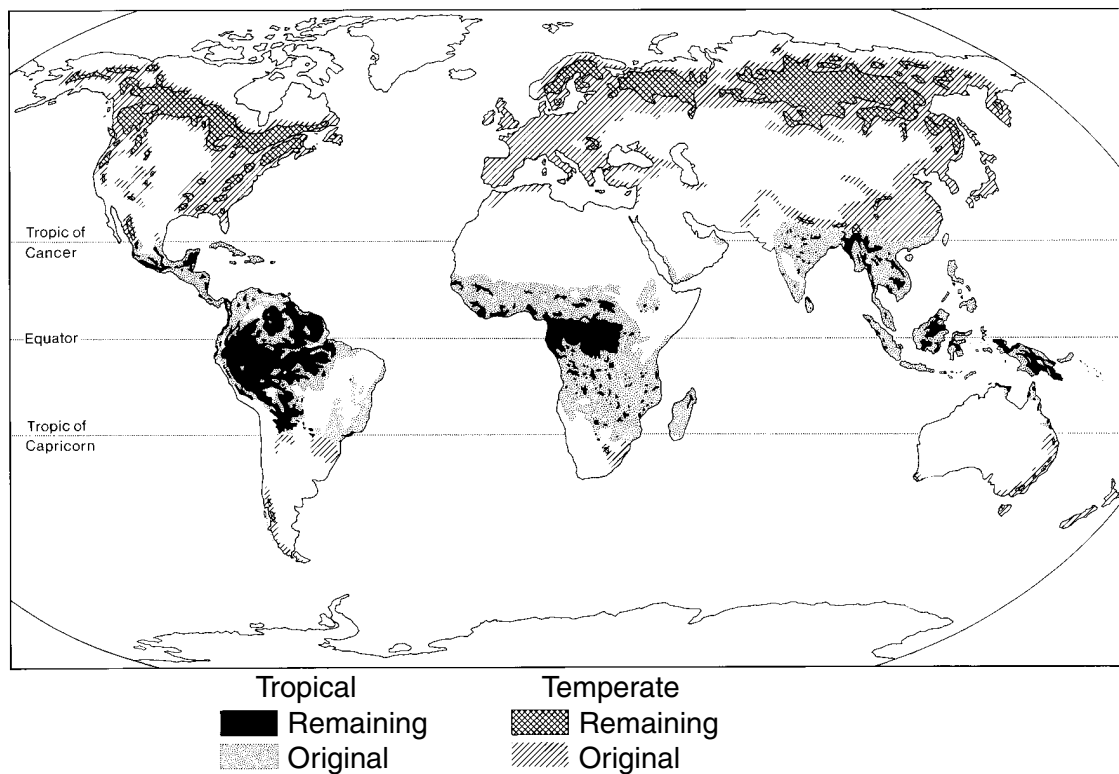 Tropic of
Cancer
Equator
Tropic of
Capricorn
Tropical
Remaining
Original
Temperate
Remaining
Original